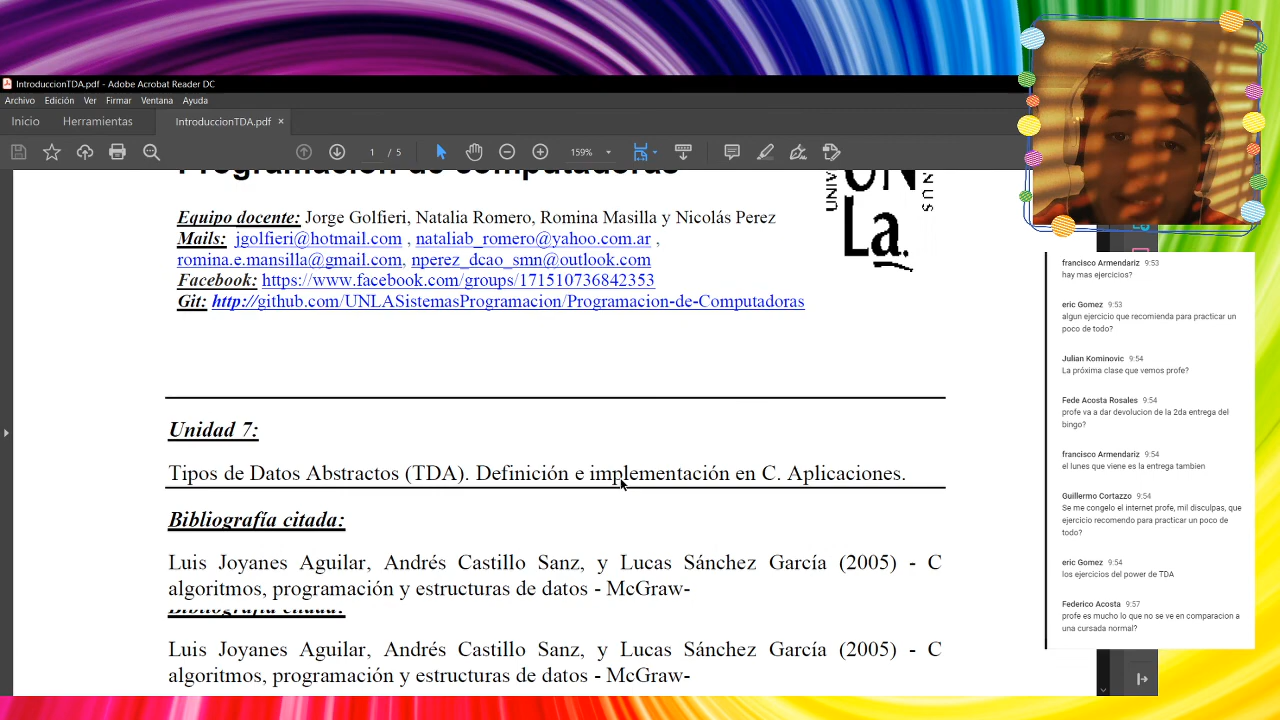 IntroduccionTDA.pdf - Adobe Acrobat Reader DC
Archivo Edición Ver Firmar Ventana Ayuda
Inicio Herramientas IntroduccionTDA.pdf ×
1 / 5 159%
Programación de computadoras
UNIV UN NUS
La.
Equipo docente: Jorge Golfieri, Natalia Romero, Romina Masilla y Nicolás Perez
Mails: jgolfieri@hotmail.com , nataliab_romero@yahoo.com.ar ,
romina.e.mansilla@gmail.com, nperez_dcao_smn@outlook.com
Facebook: https://www.facebook.com/groups/171510736842353
Git: http://github.com/UNLASistemasProgramacion/Programacion-de-Computadoras
Unidad 7:
Tipos de Datos Abstractos (TDA). Definición e implementación en C. Aplicaciones.
Bibliografía citada:
Luis Joyanes Aguilar, Andrés Castillo Sanz, y Lucas Sánchez García (2005) - C
algoritmos, programación y estructuras de datos - McGraw-
Bibliografía citada:
Luis Joyanes Aguilar, Andrés Castillo Sanz, y Lucas Sánchez García (2005) - C
algoritmos, programación y estructuras de datos - McGraw-
francisco Armendariz 9:53
hay mas ejercicios?
eric Gomez 9:53
algun ejercicio que recomienda para practicar un
poco de todo?
Julian Kominovic 9:54
La próxima clase que vemos profe?
Fede Acosta Rosales 9:54
profe va a dar devolucion de la 2da entrega del
bingo?
francisco Armendariz 9:54
el lunes que viene es la entrega tambien
Guillermo Cortazzo 9:54
Se me congelo el internet profe, mil disculpas, que
ejercicio recomendo para practicar un poco de
todo?
eric Gomez 9:54
los ejercicios del power de TDA
Federico Acosta 9:57
profe es mucho lo que no se ve en comparacion a
una cursada normal?